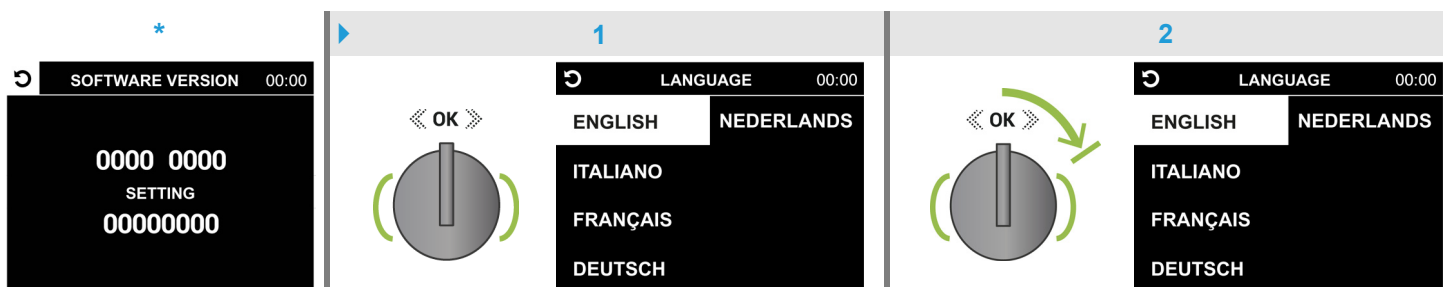 *
1
2
SOFTWARE VERSION 00:00
0000 0000
SETTING
00000000
OK
LANGUAGE 00:00
ENGLISH NEDERLANDS
ITALIANO
FRANÇAIS
DEUTSCH
OK
LANGUAGE 00:00
ENGLISH NEDERLANDS
ITALIANO
FRANÇAIS
DEUTSCH